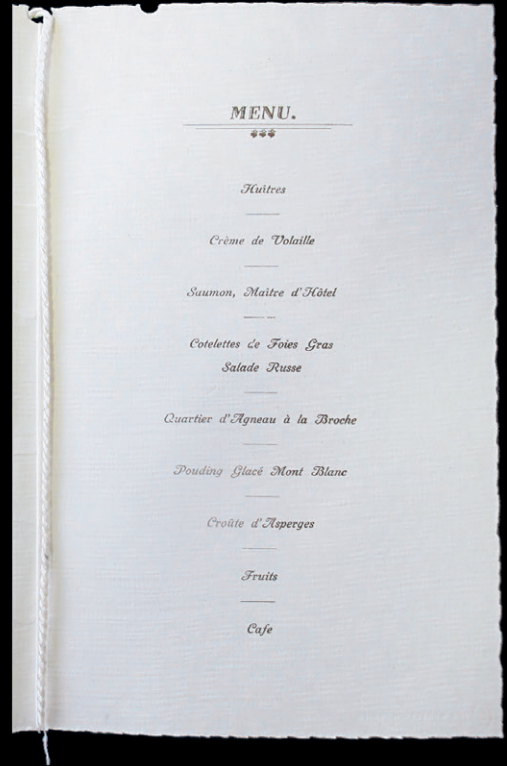 MENU.
Huîtres
Crème de Volaille
Saumon, Maître d'Hôtel
Cotelettes de Foies Gras
Salade Russe
Quartier d'Agneau à la Broche
Pouding Glacé Mont Blanc
Croûte d'Asperges
Fruits
Cafe